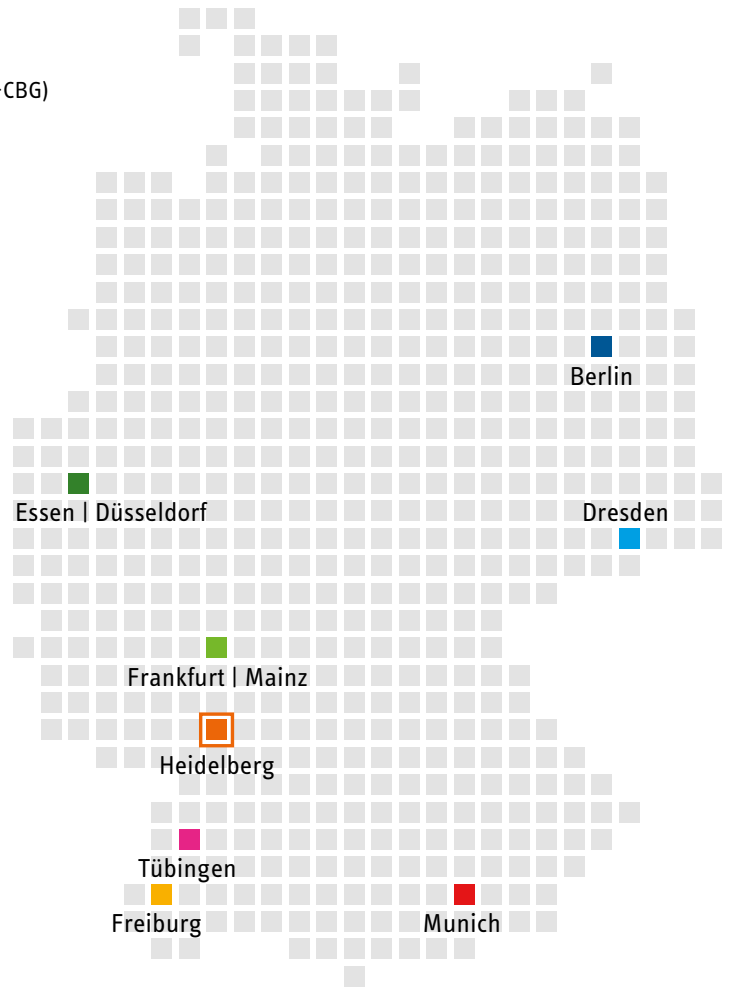 CBG)
Berlin
Essen | Düsseldorf
Dresden
Frankfurt | Mainz
Heidelberg
Tübingen
Freiburg
Munich